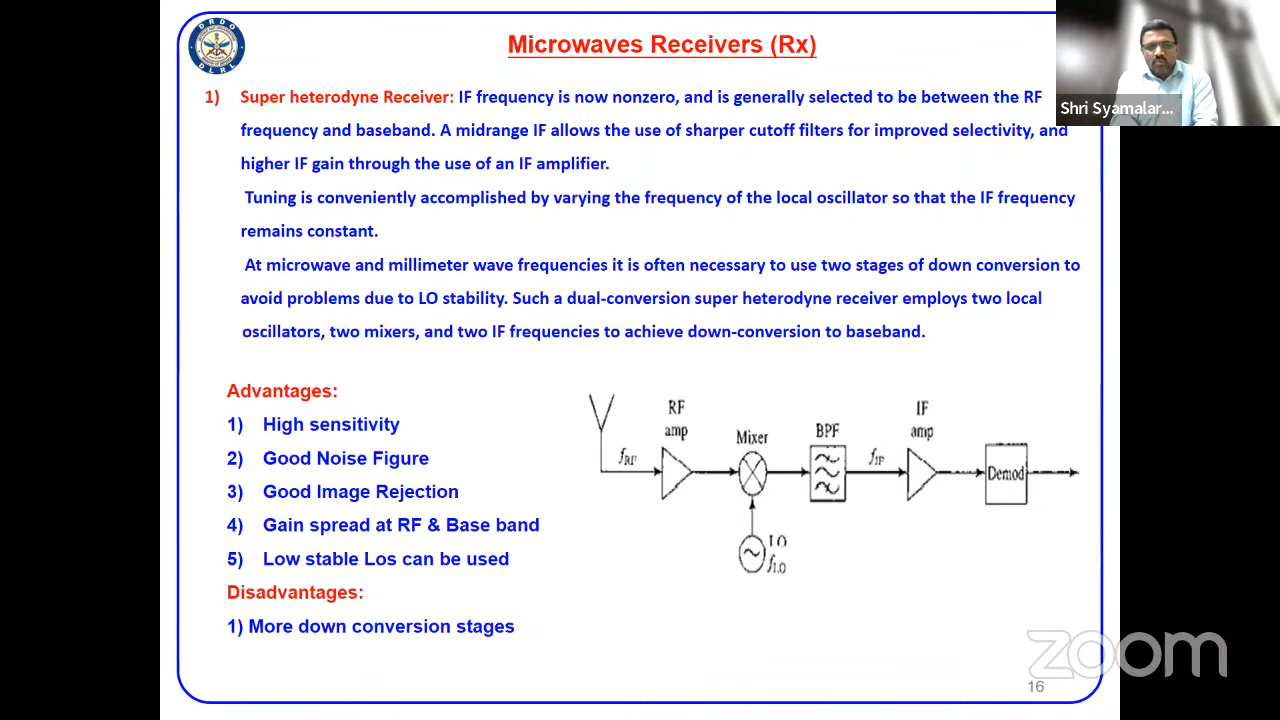 DRDO
DLRL
Microwaves Receivers (Rx)
Shri Syamalar...
1) Super heterodyne Receiver: IF frequency is now nonzero, and is generally selected to be between the RF
frequency and baseband. A midrange IF allows the use of sharper cutoff filters for improved selectivity, and
higher IF gain through the use of an IF amplifier.
Tuning is conveniently accomplished by varying the frequency of the local oscillator so that the IF frequency
remains constant.
At microwave and millimeter wave frequencies it is often necessary to use two stages of down conversion to
avoid problems due to LO stability. Such a dual-conversion super heterodyne receiver employs two local
oscillators, two mixers, and two IF frequencies to achieve down-conversion to baseband.
Advantages:
1) High sensitivity
2) Good Noise Figure
3) Good Image Rejection
4) Gain spread at RF & Base band
5) Low stable Los can be used
Disadvantages:
1) More down conversion stages
fRF
RF
amp
Mixer
LO
fLO
BPF
fIF
IF
amp
Demod
zoom
16